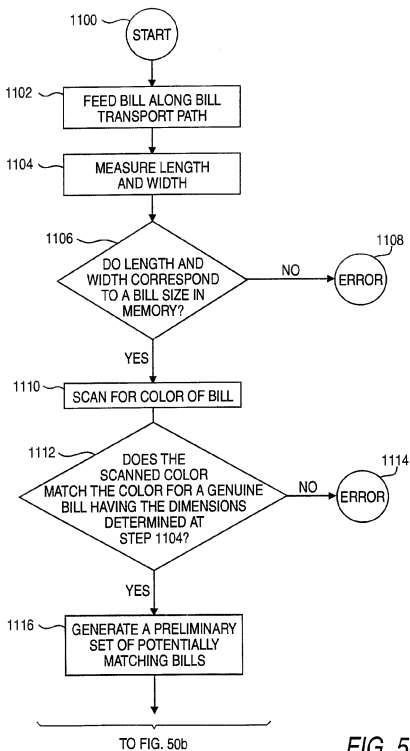 1100
START
1102
FEED BILL ALONG BILL
TRANSPORT PATH
1104
MEASURE LENGTH
AND WIDTH
1106
DO LENGTH AND
WIDTH CORRESPOND
TO A BILL SIZE IN
MEMORY?
NO
1108
ERROR
YES
1110
SCAN FOR COLOR OF BILL
1112
DOES THE
SCANNED COLOR
MATCH THE COLOR FOR A GENUINE
BILL HAVING THE DIMENSIONS
DETERMINED AT
STEP 1104?
NO
1114
ERROR
YES
1116
GENERATE A PRELIMINARY
SET OF POTENTIALLY
MATCHING BILLS
TO FIG. 50b
FIG. 5